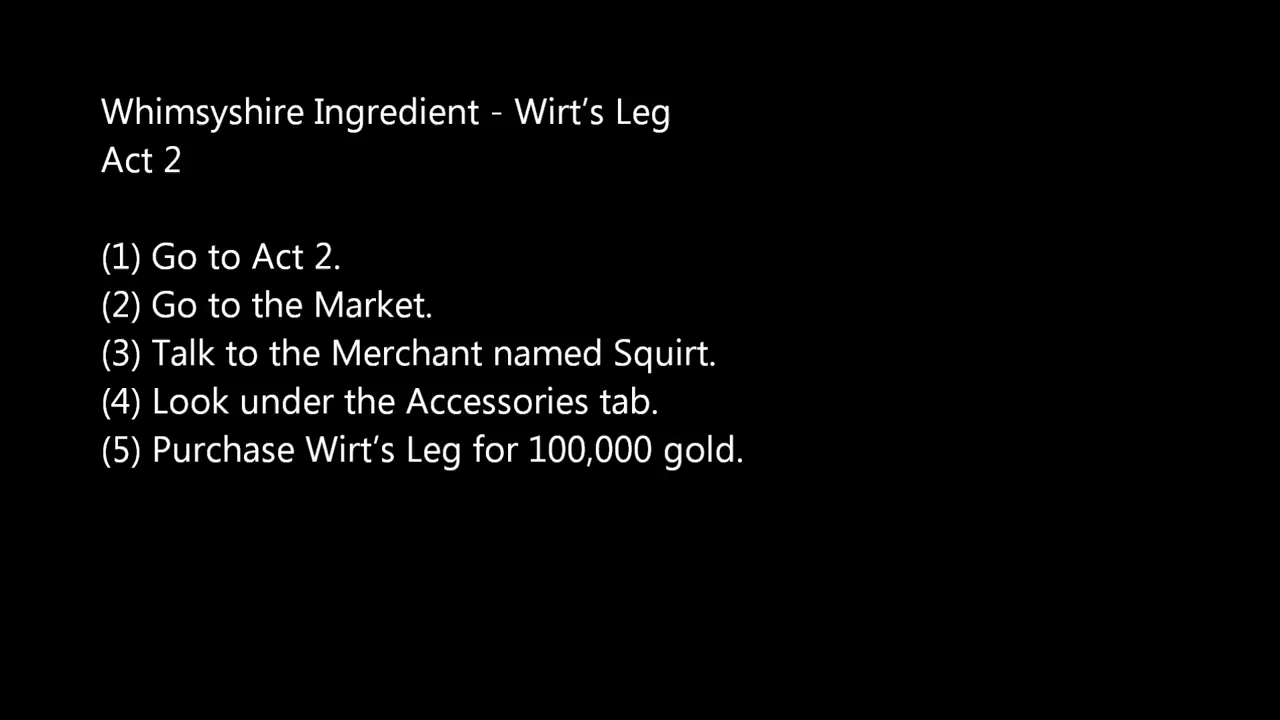 Whimsyshire Ingredient - Wirt's Leg
Act 2
(1) Go to Act 2.
(2) Go to the Market.
(3) Talk to the Merchant named Squirt.
(4) Look under the Accessories tab.
(5) Purchase Wirt's Leg for 100,000 gold.